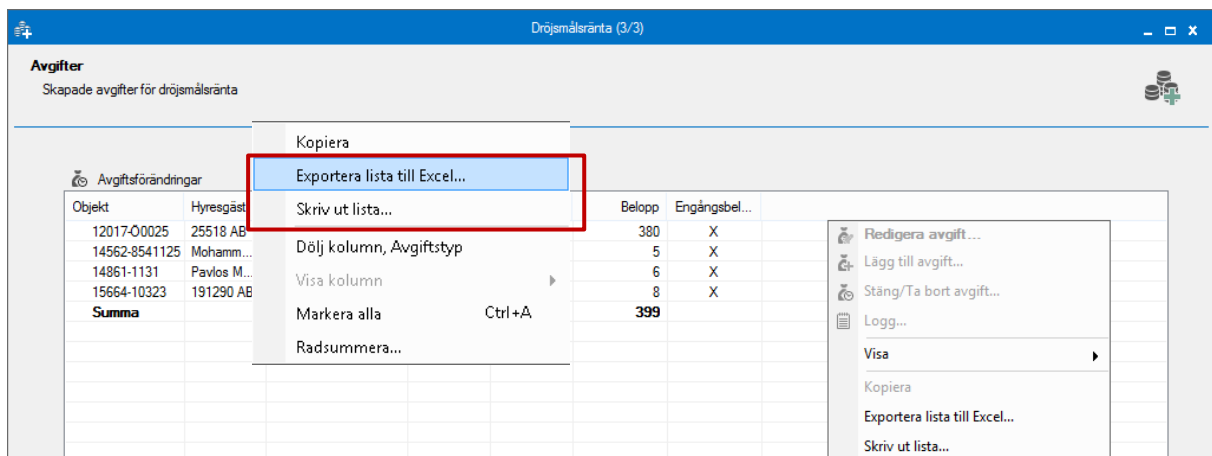 Dröjsmålsränta (3/3)
Avgifter
Skapade avgifter för dröjsmålsränta
Kopiera
Exportera lista till Excel...
Skriv ut lista...
Dölj kolumn, Avgiftstyp
Visa kolumn
Markera alla Ctrl+A
Radsummera...
Avgiftsförändringar
Objekt Hyresgäst Belopp Engångsbel...
12017-O0025 25518 AB 380 X
14562-8541125 Mohamm... 5 X
14861-1131 Pavlos M... 6 X
15664-10323 191290 AB 8 X
Summa 399
Redigera avgift...
Lägg till avgift...
Stäng/Ta bort avgift...
Logg...
Visa
Kopiera
Exportera lista till Excel...
Skriv ut lista...